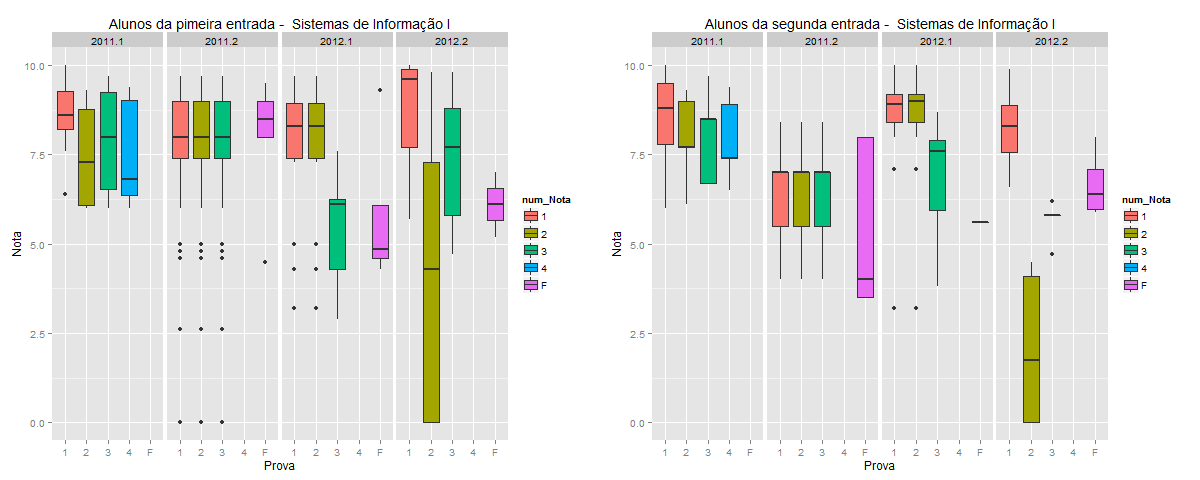 Alunos da pimeira entrada -  Sistemas de Informação I
2011.1 2011.2 2012.1 2012.2
10.0
7.5
5.0
2.5
0.0
Nota
1 2 3 4 F 1 2 3 4 F 1 2 3 4 F 1 2 3 4 F
Prova
num_Nota
1
2
3
4
F
Alunos da segunda entrada -  Sistemas de Informação I
2011.1 2011.2 2012.1 2012.2
10.0
7.5
5.0
2.5
0.0
Nota
1 2 3 4 F 1 2 3 4 F 1 2 3 4 F 1 2 3 4 F
Prova
num_Nota
1
2
3
4
F